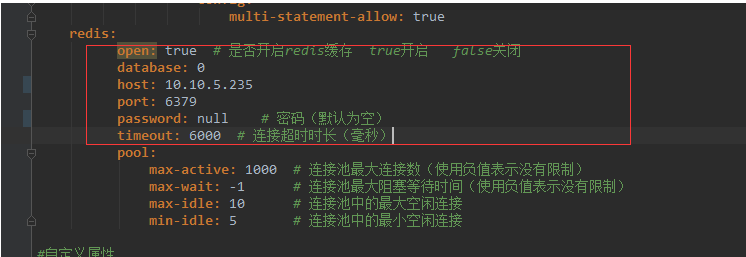 multi-statement-allow: true
redis:
open: true # 是否开启redis缓存 true开启 false关闭
database: 0
host: 10.10.5.235
port: 6379
password: null # 密码（默认为空）
timeout: 6000 # 连接超时时长（毫秒）
pool:
max-active: 1000 # 连接池最大连接数（使用负值表示没有限制）
max-wait: -1 # 连接池最大阻塞等待时间（使用负值表示没有限制）
max-idle: 10 # 连接池中的最大空闲连接
min-idle: 5 # 连接池中的最小空闲连接
#自定义属性